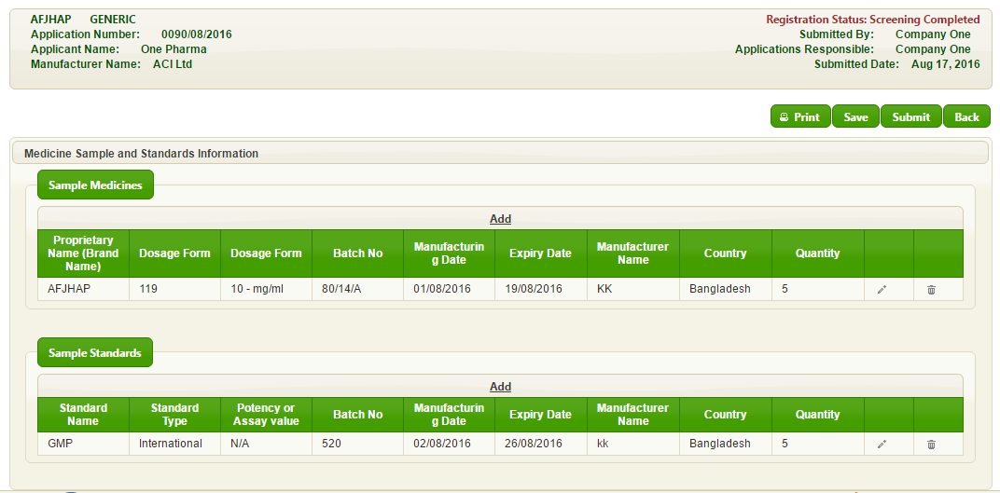 AFJHAP GENERIC
Registration Status: Screening Completed
Application Number: 0090/08/2016
Submitted By: Company One
Applicant Name: One Pharma
Applications Responsible: Company One
Manufacturer Name: ACI Ltd
Submitted Date: Aug 17, 2016
Print Save Submit Back
Medicine Sample and Standards Information
Sample Medicines
Add
Proprietary Name (Brand Name) Dosage Form Dosage Form Batch No Manufacturing Date Expiry Date Manufacturer Name Country Quantity
AFJHAP 119 10 - mg/ml 80/14/A 01/08/2016 19/08/2016 KK Bangladesh 5
Sample Standards
Add
Standard Name Standard Type Potency or Assay value Batch No Manufacturing Date Expiry Date Manufacturer Name Country Quantity
GMP International N/A 520 02/08/2016 26/08/2016 kk Bangladesh 5